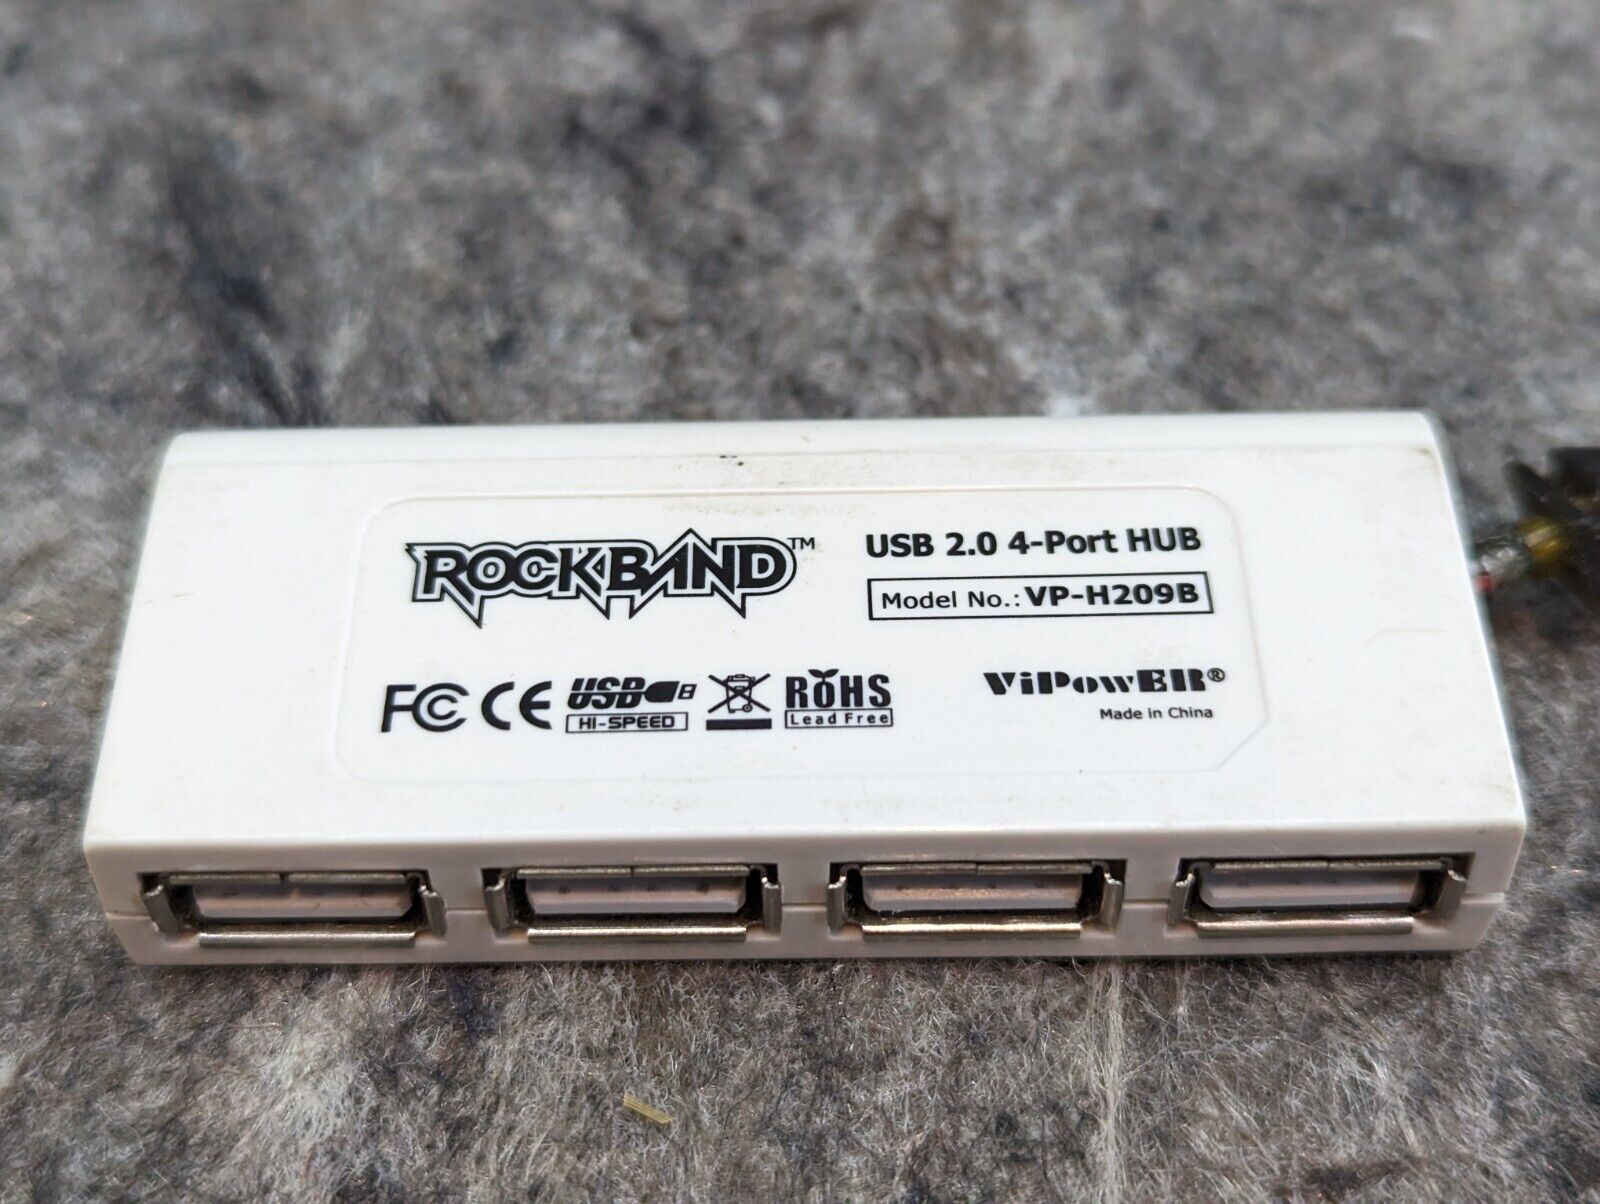 ROCKBAND™
USB 2.0 4-Port HUB
Model No.: VP-H209B
FC CE USB HI-SPEED RoHS Lead Free
ViPowER®
Made in China